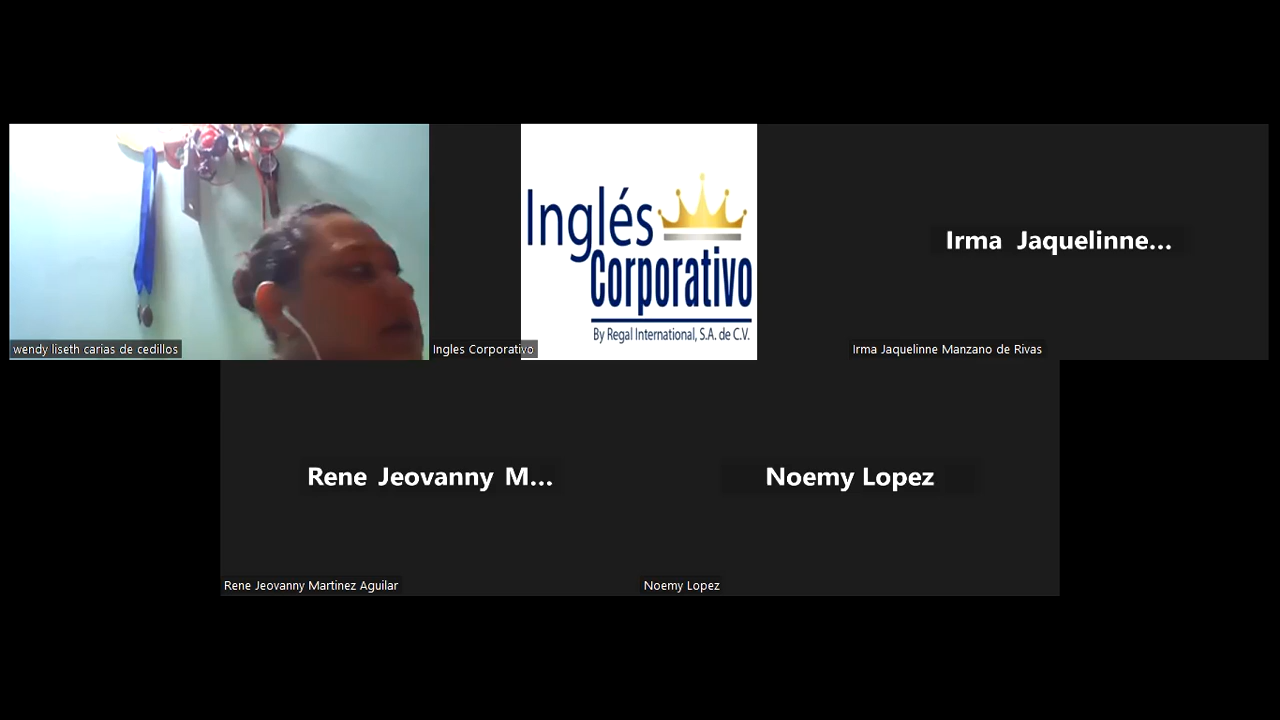 Inglés
Corporativo
By Regal International, S.A. de C.V.
Irma Jaquelinne...
wendy liseth carias de cedillos
Ingles Corporativo
Irma Jaquelinne Manzano de Rivas
Rene Jeovanny M...
Noemy Lopez
Rene Jeovanny Martinez Aguilar
Noemy Lopez